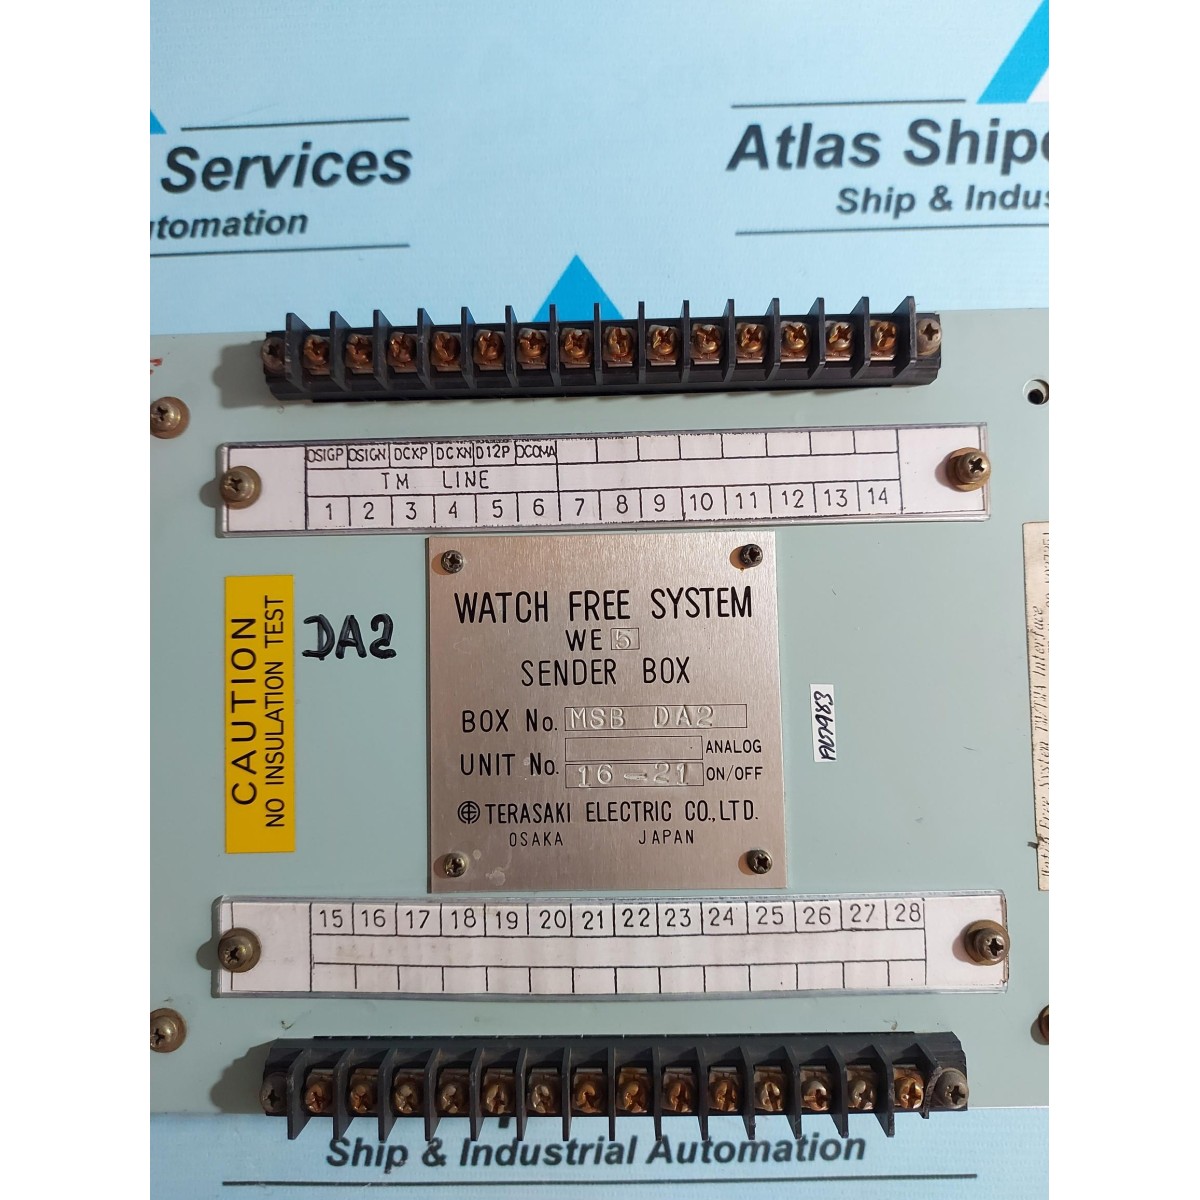 Services
utomation
Atlas Shipc
Ship & Indus
DSIGP DSIGN DCXP DCXN D12P DCOMA
TM LINE
1 2 3 4 5 6 7 8 9 10 11 12 13 14
CAUTION
NO INSULATION TEST
DA2
WATCH FREE SYSTEM
WE 5
SENDER BOX
BOX No. MSB DA2
UNIT No. ANALOG
16-21 ON/OFF
TERASAKI ELECTRIC CO., LTD.
OSAKA JAPAN
15 16 17 18 19 20 21 22 23 24 25 26 27 28
Ship & Industrial Automation